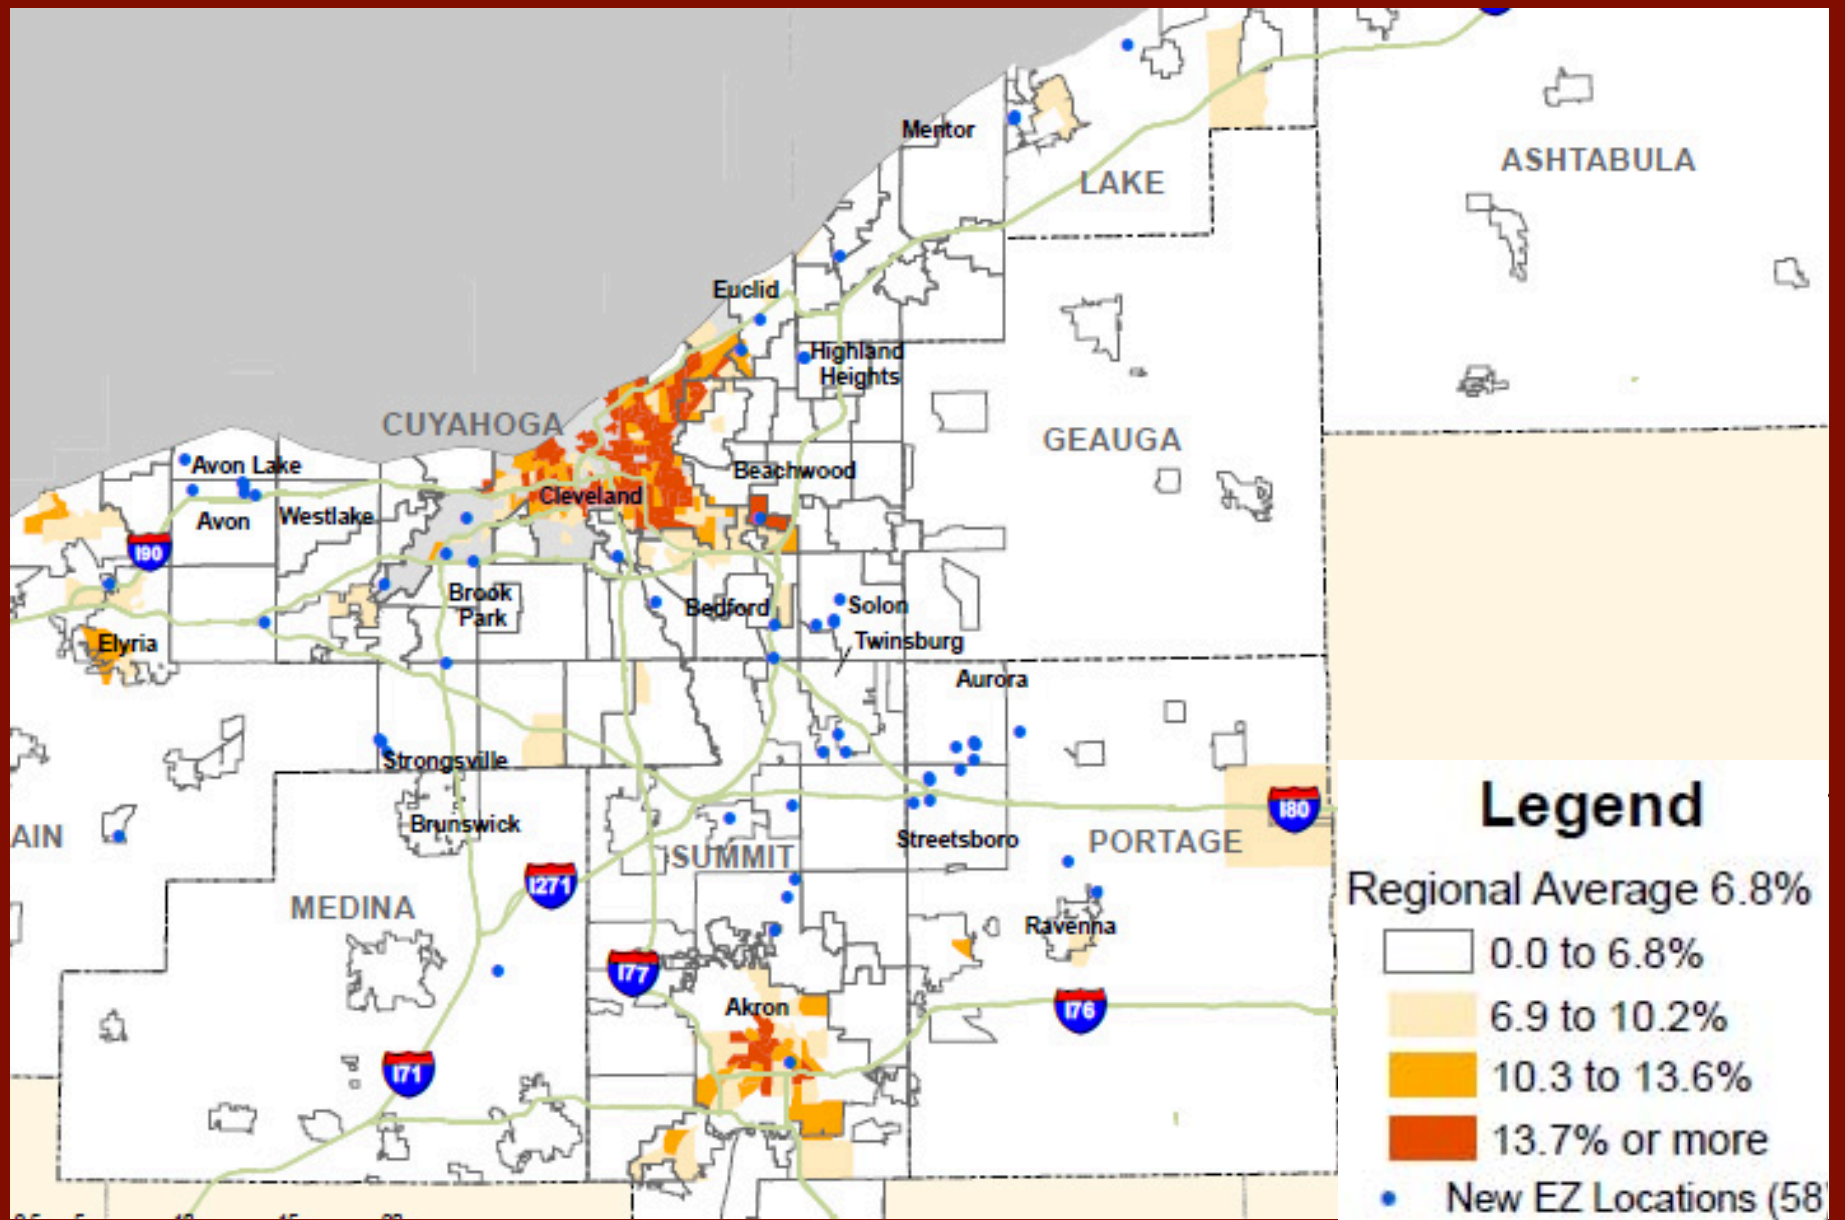 Mentor
ASHTABULA
LAKE
Euclid
Highland
Heights
CUYAHOGA
GEAUGA
Avon Lake
Beachwood
Cleveland
Avon
Westlake
I90
Brook
Park
Bedford
Solon
Elyria
Twinsburg
Aurora
Strongsville
Legend
I80
Brunswick
AIN
Streetsboro
PORTAGE
SUMMIT
I271
Regional Average 6.8%
MEDINA
Ravenna
0.0 to 6.8%
I77
Akron
I76
6.9 to 10.2%
I71
10.3 to 13.6%
13.7% or more
New EZ Locations (58)